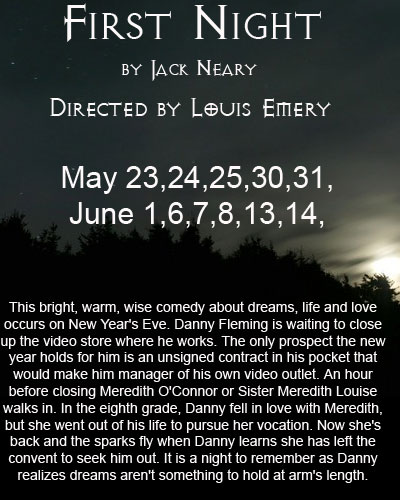 First Night
by Jack Neary
Directed by Louis Emery
May 23,24,25,30,31,
June 1,6,7,8,13,14,
This bright, warm, wise comedy about dreams, life and love
occurs on New Year's Eve. Danny Fleming is waiting to close
up the video store where he works. The only prospect the new
year holds for him is an unsigned contract in his pocket that
would make him manager of his own video outlet. An hour
before closing Meredith O'Connor or Sister Meredith Louise
walks in. In the eighth grade, Danny fell in love with Meredith,
but she went out of his life to pursue her vocation. Now she's
back and the sparks fly when Danny learns she has left the
convent to seek him out. It is a night to remember as Danny
realizes dreams aren't something to hold at arm's length.